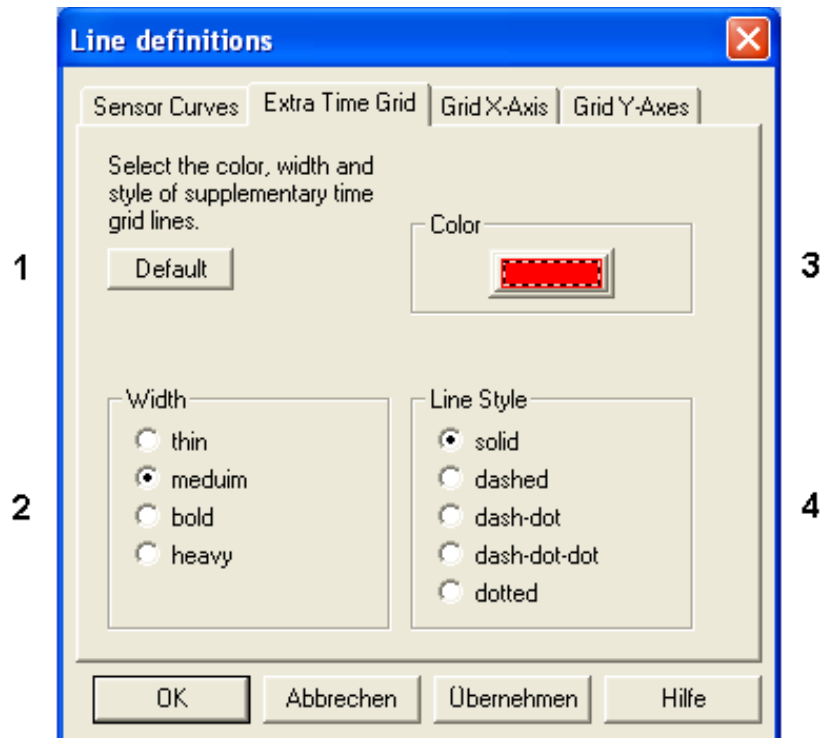 Line definitions
Sensor Curves
Extra Time Grid
Grid X-Axis
Grid Y-Axes
Select the color, width and
style of supplementary time
grid lines.
1
Default
Color
3
Width
thin
meduim
bold
heavy
2
Line Style
solid
dashed
dash-dot
dash-dot-dot
dotted
4
OK
Abbrechen
Übernehmen
Hilfe